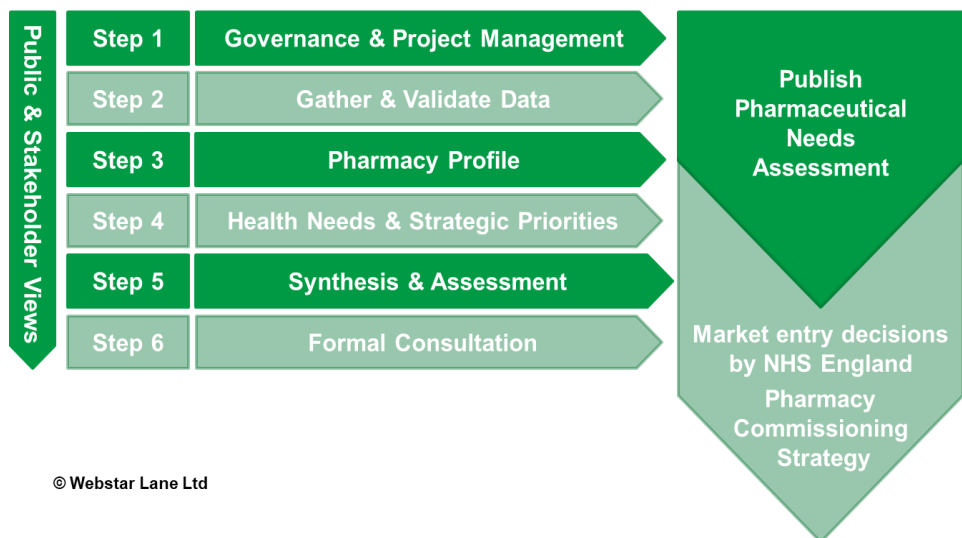 Public & Stakeholder Views
Step 1
Governance & Project Management
Step 2
Gather & Validate Data
Step 3
Pharmacy Profile
Step 4
Health Needs & Strategic Priorities
Step 5
Synthesis & Assessment
Step 6
Formal Consultation
Publish
Pharmaceutical
Needs
Assessment
Market entry decisions
by NHS England
Pharmacy
Commissioning
Strategy
© Webstar Lane Ltd